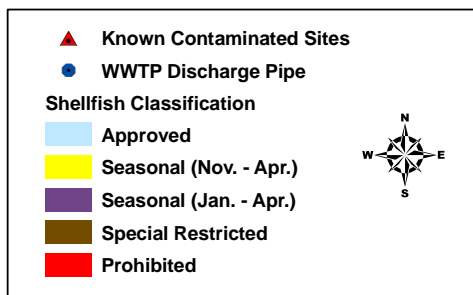 Known Contaminated Sites
WWTP Discharge Pipe
Shellfish Classification
Approved
Seasonal (Nov. - Apr.)
Seasonal (Jan. - Apr.)
Special Restricted
Prohibited
N
W E
S